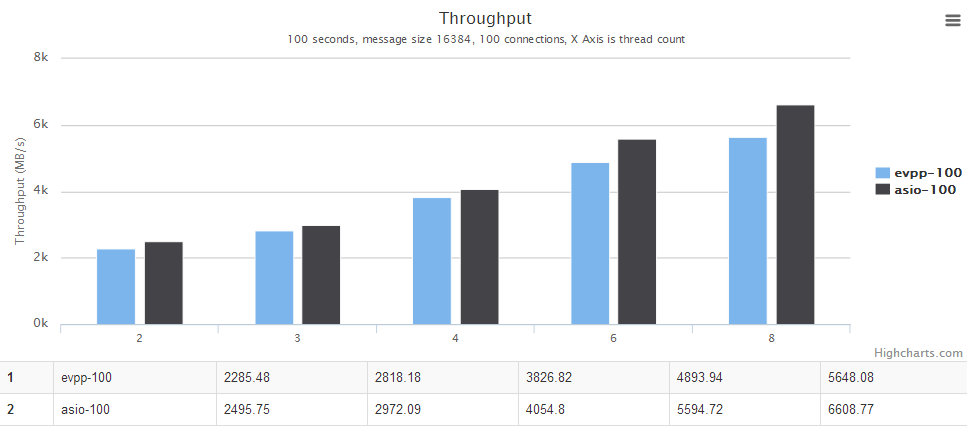 Throughput
100 seconds, message size 16384, 100 connections, X Axis is thread count
8k
6k
4k
2k
0k
Throughput (MB/s)
2 3 4 6 8
evpp-100
asio-100
Highcharts.com
1 evpp-100 2285.48 2818.18 3826.82 4893.94 5648.08
2 asio-100 2495.75 2972.09 4054.8 5594.72 6608.77